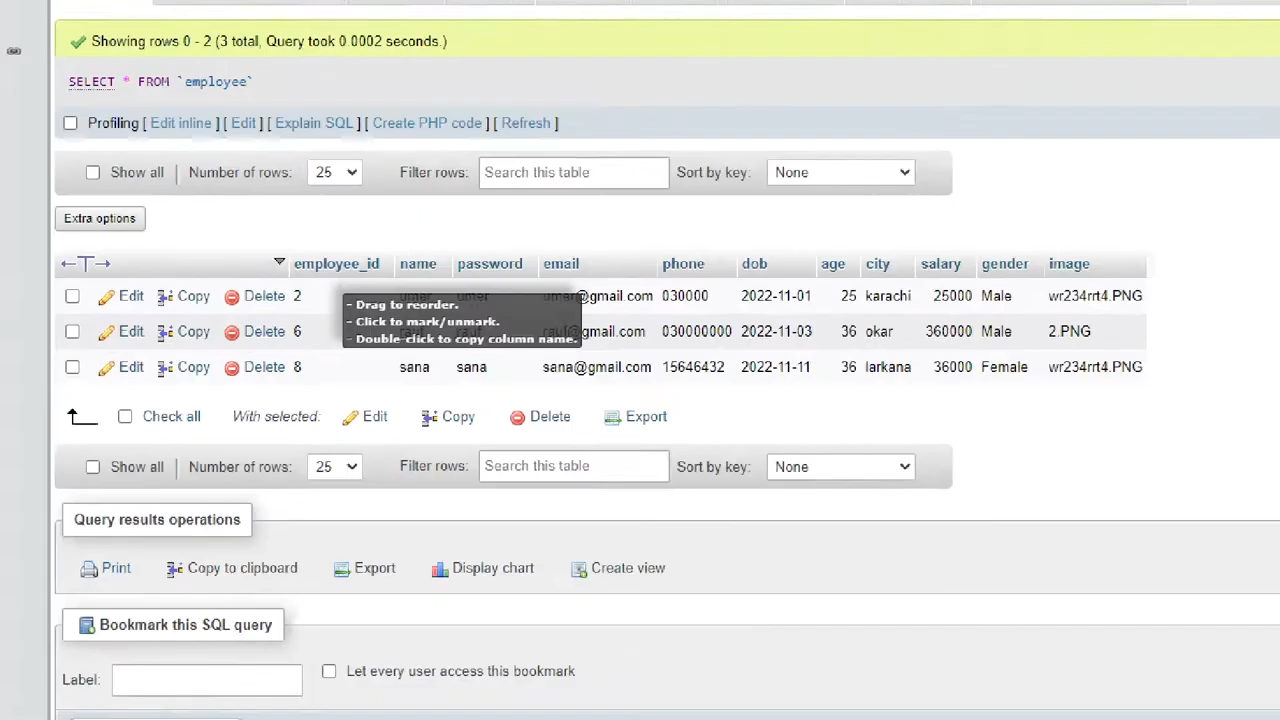 Showing rows 0 - 2 (3 total, Query took 0.0002 seconds.)
SELECT * FROM `employee`
Profiling [ Edit inline ] [ Edit ] [ Explain SQL ] [ Create PHP code ] [ Refresh ]
Show all Number of rows: 25 Filter rows: Search this table Sort by key: None
Extra options
employee_id name password email phone dob age city salary gender image
Edit Copy Delete 2 umer umer umer@gmail.com 030000 2022-11-01 25 karachi 25000 Male wr234rrt4.PNG
- Drag to reorder.
- Click to mark/unmark.
- Double-click to copy column name.
Edit Copy Delete 6 rauf rauf rauf@gmail.com 030000000 2022-11-03 36 okar 360000 Male 2.PNG
Edit Copy Delete 8 sana sana sana@gmail.com 15646432 2022-11-11 36 larkana 36000 Female wr234rrt4.PNG
Check all With selected: Edit Copy Delete Export
Show all Number of rows: 25 Filter rows: Search this table Sort by key: None
Query results operations
Print Copy to clipboard Export Display chart Create view
Bookmark this SQL query
Label: Let every user access this bookmark